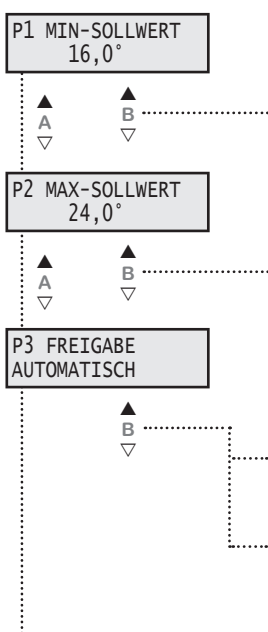 P1 MIN-SOLLWERT
16,0°
A
B
P2 MAX-SOLLWERT
24,0°
A
B
P3 FREIGABE
AUTOMATISCH
B